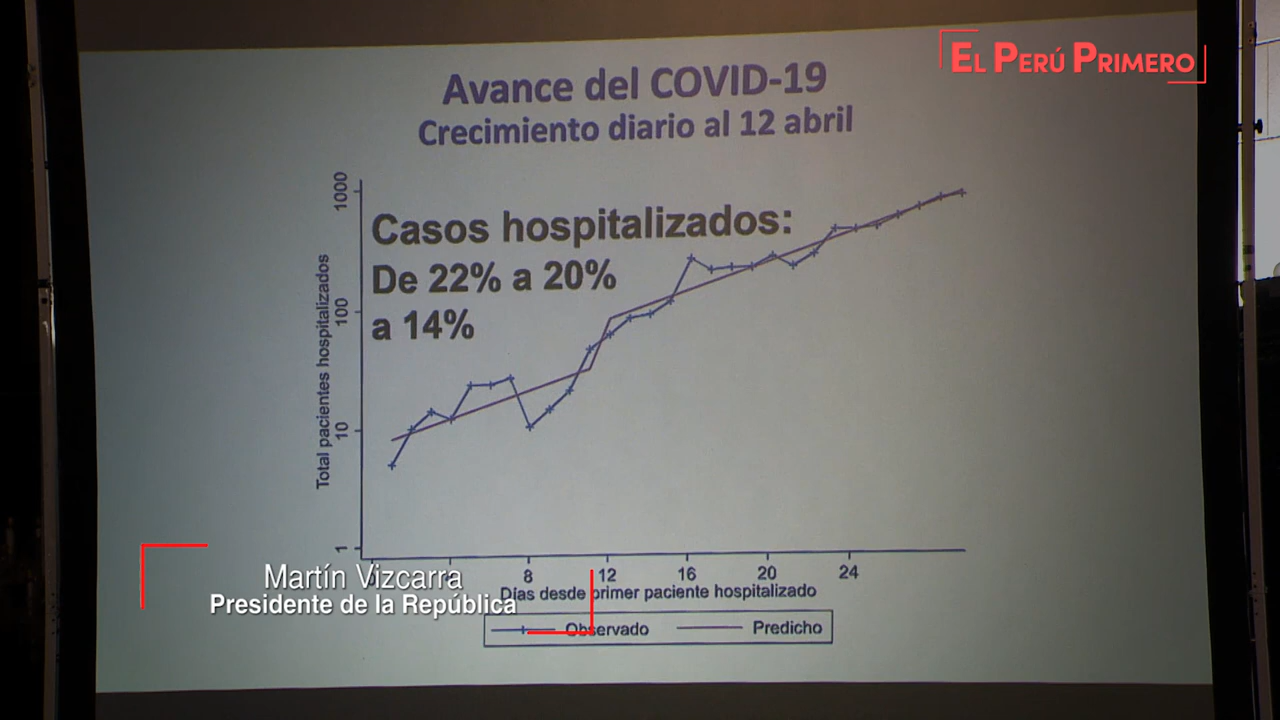 EL PERÚ PRIMERO
Avance del COVID-19
Crecimiento diario al 12 abril
Casos hospitalizados:
De 22% a 20%
a 14%
Total pacientes hospitalizados
1000
100
10
1
8
12
16
20
24
Días desde primer paciente hospitalizado
Observado
Predicho
Martín Vizcarra
Presidente de la República